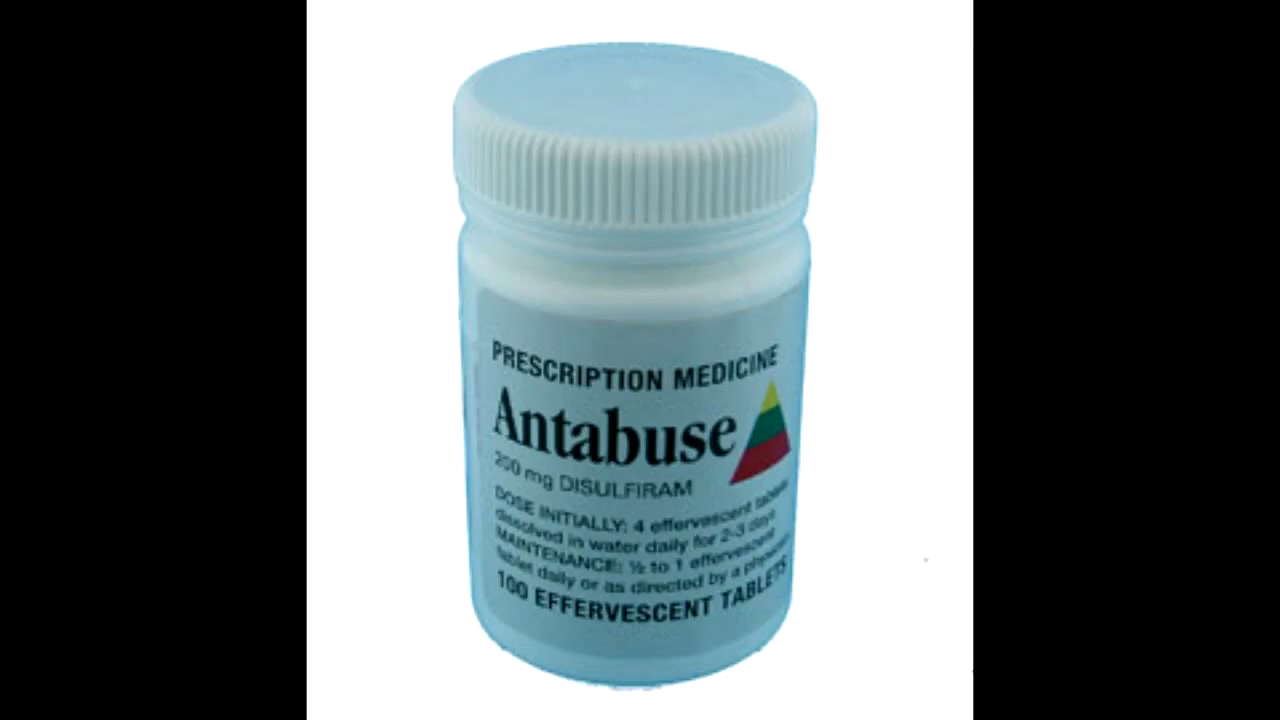 PRESCRIPTION MEDICINE
Antabuse
200 mg DISULFIRAM
DOSE INITIALLY: 4 effervescent tablets
dissolved in water daily for 2-3 days
MAINTENANCE: ½ to 1 effervescent
tablet daily or as directed by a
100 EFFERVESCENT TABLETS